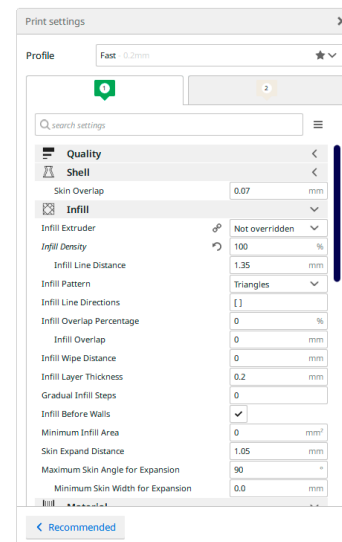 Print settings
Profile Fast - 0.2mm
1 2
search settings
Quality
Shell
Skin Overlap 0.07 mm
Infill
Infill Extruder Not overridden
Infill Density 100 %
Infill Line Distance 1.35 mm
Infill Pattern Triangles
Infill Line Directions [ ]
Infill Overlap Percentage 0 %
Infill Overlap 0 mm
Infill Wipe Distance 0 mm
Infill Layer Thickness 0.2 mm
Gradual Infill Steps 0
Infill Before Walls
Minimum Infill Area 0 mm²
Skin Expand Distance 1.05 mm
Maximum Skin Angle for Expansion 90 °
Minimum Skin Width for Expansion 0.0 mm
Material
Recommended